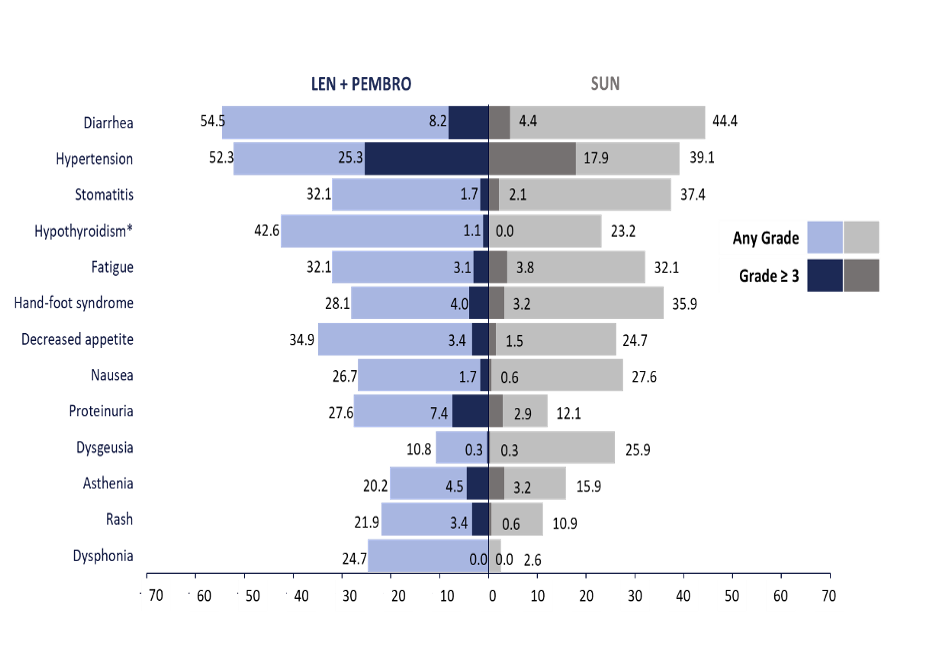 LEN + PEMBRO SUN
Diarrhea 54.5 8.2 4.4 44.4
Hypertension 52.3 25.3 17.9 39.1
Stomatitis 32.1 1.7 2.1 37.4
Hypothyroidism* 42.6 1.1 0.0 23.2
Any Grade
Fatigue 32.1 3.1 3.8 32.1
Grade ≥ 3
Hand-foot syndrome 28.1 4.0 3.2 35.9
Decreased appetite 34.9 3.4 1.5 24.7
Nausea 26.7 1.7 0.6 27.6
Proteinuria 27.6 7.4 2.9 12.1
Dysgeusia 10.8 0.3 0.3 25.9
Asthenia 20.2 4.5 3.2 15.9
Rash 21.9 3.4 0.6 10.9
Dysphonia 24.7 0.0 0.0 2.6
70 60 50 40 30 20 10 0 10 20 30 40 50 60 70